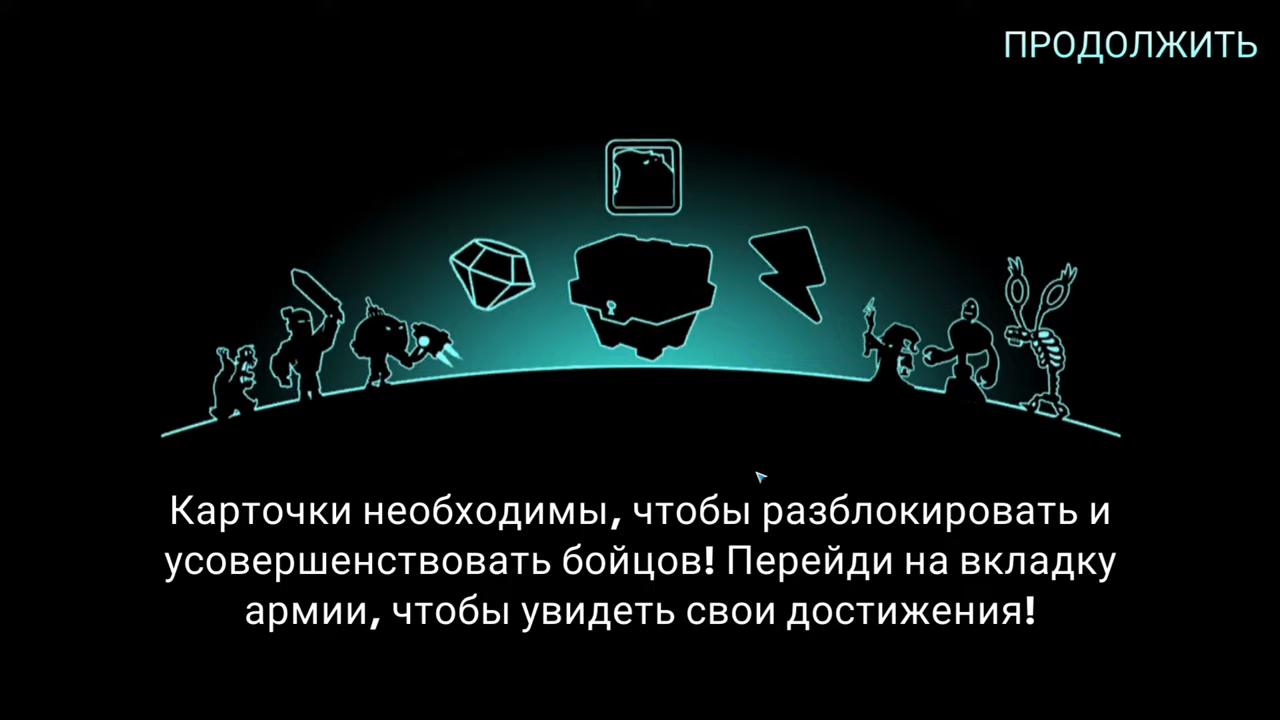 ПРОДОЛЖИТЬ
Карточки необходимы, чтобы разблокировать и
усовершенствовать бойцов! Перейди на вкладку
армии, чтобы увидеть свои достижения!